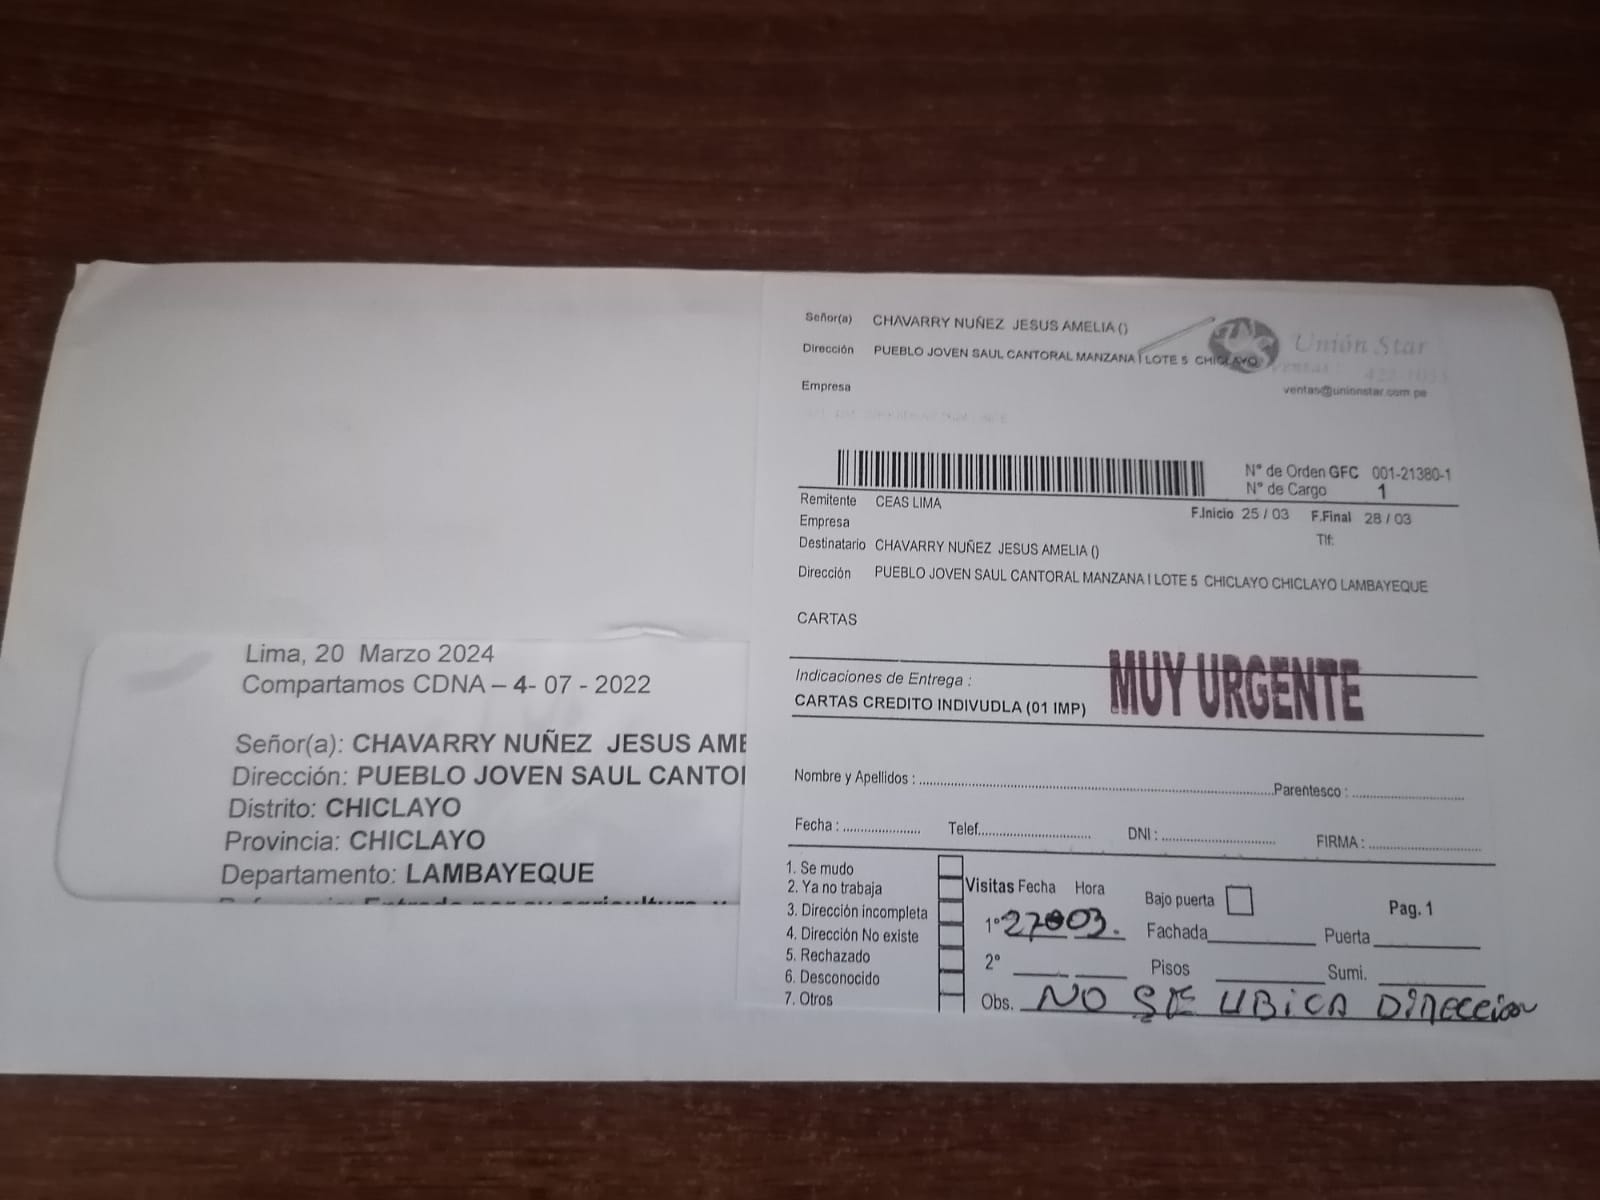 Señor(a) CHAVARRY NUÑEZ JESUS AMELIA ()
Dirección PUEBLO JOVEN SAUL CANTORAL MANZANA I LOTE 5 CHICLAYO
Empresa
Unión Star
ventas@unionstar.com.pe
N° de Orden GFC 001-21380-1
N° de Cargo 1
Remitente CEAS LIMA
F.Inicio 25 / 03 F.Final 28 / 03
Empresa
Tlf:
Destinatario CHAVARRY NUÑEZ JESUS AMELIA ()
Dirección PUEBLO JOVEN SAUL CANTORAL MANZANA I LOTE 5 CHICLAYO CHICLAYO LAMBAYEQUE
CARTAS
Indicaciones de Entrega :
CARTAS CREDITO INDIVUDLA (01 IMP)
MUY URGENTE
Nombre y Apellidos : Parentesco :
Fecha : Telef. DNI : FIRMA :
1. Se mudo
2. Ya no trabaja
3. Dirección incompleta
4. Dirección No existe
5. Rechazado
6. Desconocido
7. Otros
Visitas Fecha Hora
Bajo puerta
Pag. 1
1° 27 03.
Fachada Puerta
2°
Pisos Sumi.
Obs. NO SE UBiCA DIRECCION
Lima, 20 Marzo 2024
Compartamos CDNA – 4- 07 - 2022
Señor(a): CHAVARRY NUÑEZ JESUS AME
Dirección: PUEBLO JOVEN SAUL CANTO
Distrito: CHICLAYO
Provincia: CHICLAYO
Departamento: LAMBAYEQUE